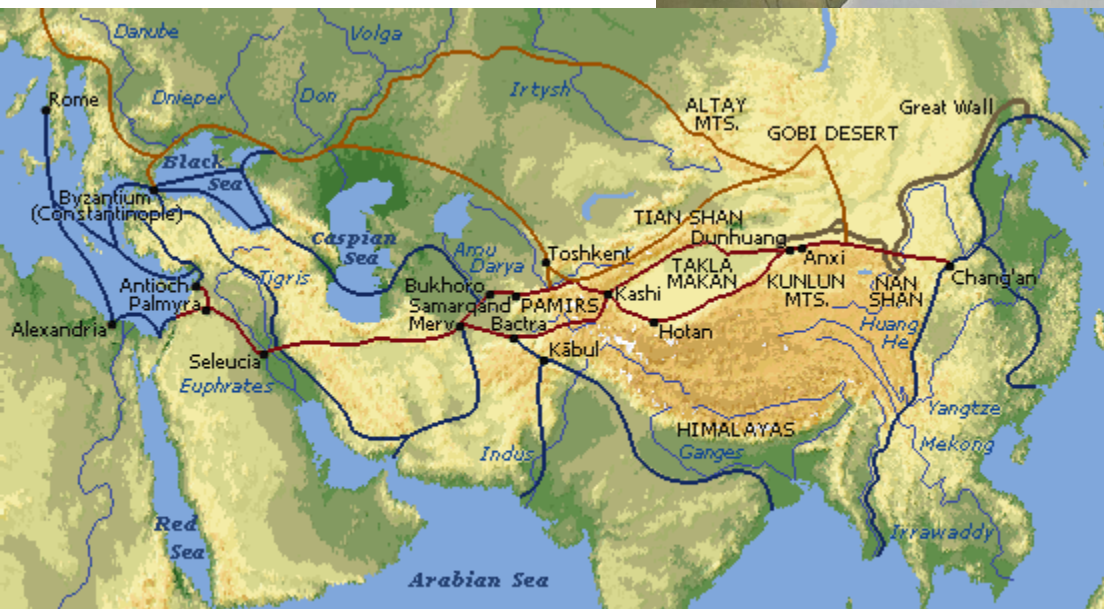 Danube
Volga
Dnieper
Don
Irtysh
Rome
ALTAY
MTS.
Great Wall
GOBI DESERT
Black
Sea
Byzantium
(Constantinople)
TIAN SHAN
Caspian
Sea
Amu
Darya
Toshkent
Dunhuang
Anxi
Tigris
Antioch
Palmyra
Bukhoro
Samarqand
PAMIRS
Kashi
TAKLA
MAKAN
KUNLUN
MTS.
NAN
SHAN
Chang'an
Alexandria
Merv
Bactra
Hotan
Huang
He
Seleucia
Kābul
Euphrates
Yangtze
HIMALAYAS
Indus
Ganges
Mekong
Red
Sea
Irrawaddy
Arabian Sea